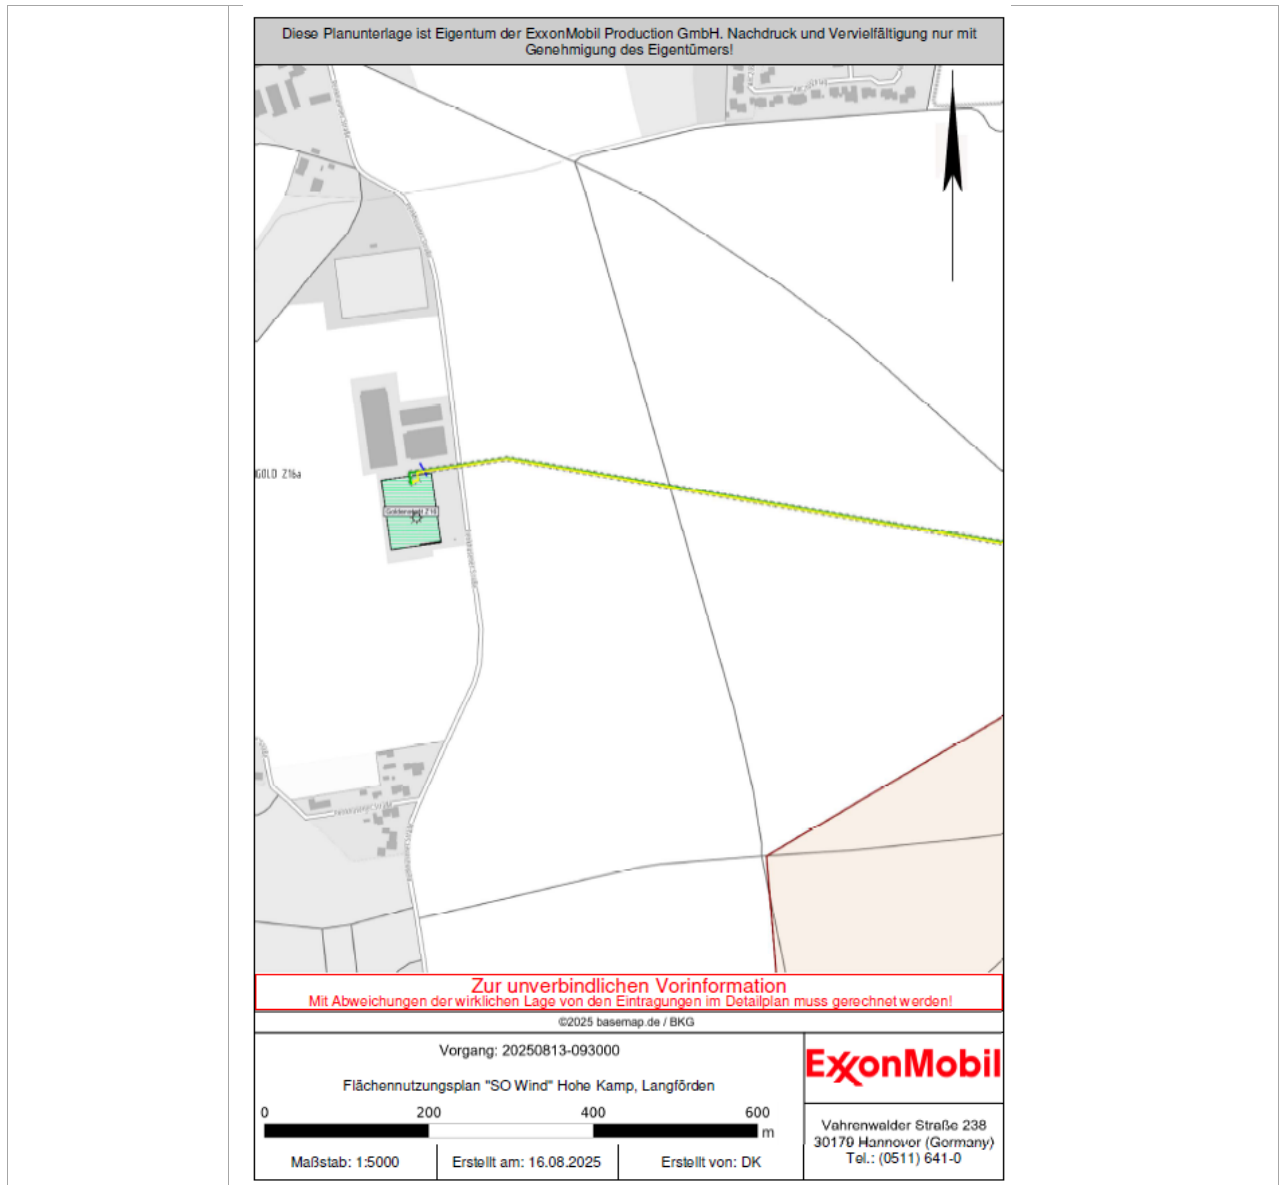 Diese Planunterlage ist Eigentum der ExxonMobil Production GmbH. Nachdruck und Vervielfältigung nur mit
Genehmigung des Eigentümers!
GOLD Z16a
Zur unverbindlichen Vorinformation
Mit Abweichungen der wirklichen Lage von den Eintragungen im Detailplan muss gerechnet werden!
©2025 basemap.de / BKG
Vorgang: 20250813-093000
Flächennutzungsplan "SO Wind" Hohe Kamp, Langförden
0 200 400 600
m
Maßstab: 1:5000
Erstellt am: 16.08.2025
Erstellt von: DK
ExxonMobil
Vahrenwalder Straße 238
30179 Hannover (Germany)
Tel.: (0511) 641-0